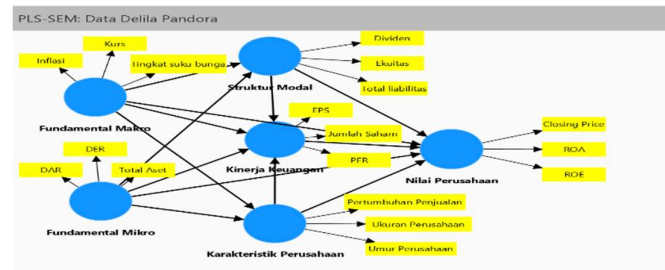 PLS-SEM: Data Delila Pandora
Kurs
Dividen
Inflasi
Tingkat suku bunga
Ekuitas
Struktur Modal
Total liabilitas
EPS
Fundamental Makro
Jumlah Saham
Closing Price
DER
PER
ROA
DAR
Total Aset
Kinerja Keuangan
Nilai Perusahaan
ROE
Pertumbuhan Penjualan
Fundamental Mikro
Ukuran Perusahaan
Karakteristik Perusahaan
Umur Perusahaan